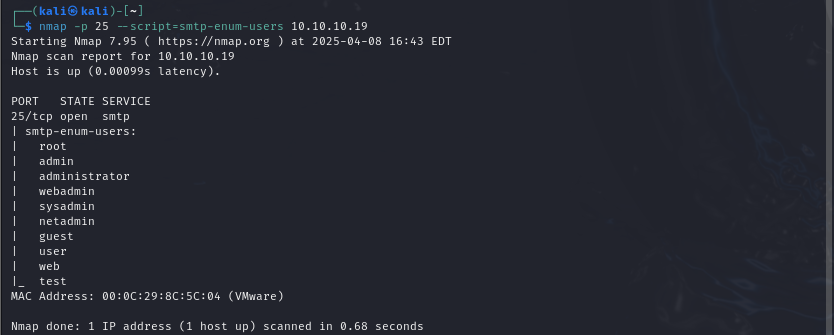 ┌──(kali㉿kali)-[~]
└─$ nmap -p 25 --script=smtp-enum-users 10.10.10.19
Starting Nmap 7.95 ( https://nmap.org ) at 2025-04-08 16:43 EDT
Nmap scan report for 10.10.10.19
Host is up (0.00099s latency).

PORT   STATE SERVICE
25/tcp open  smtp
| smtp-enum-users:
|   root
|   admin
|   administrator
|   webadmin
|   sysadmin
|   netadmin
|   guest
|   user
|   web
|_  test
MAC Address: 00:0C:29:8C:5C:04 (VMware)

Nmap done: 1 IP address (1 host up) scanned in 0.68 seconds